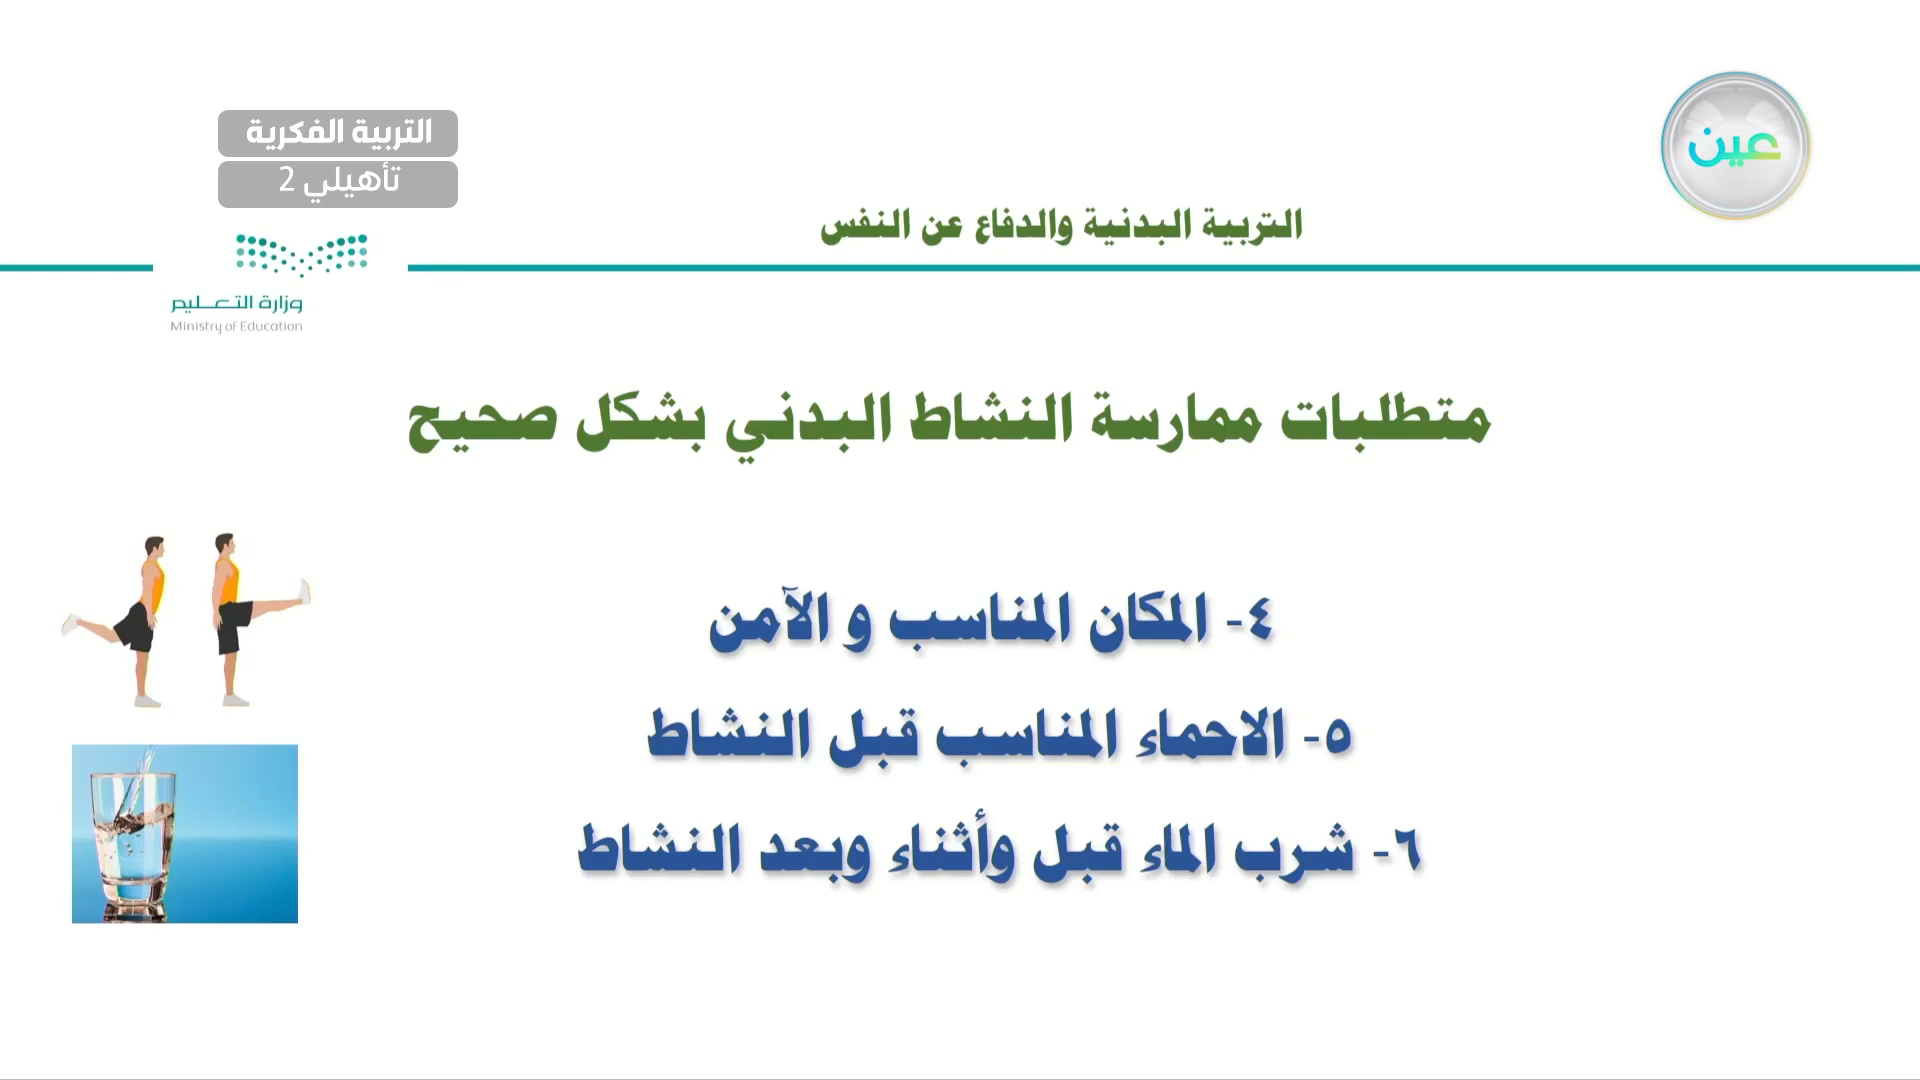 التربية الفكرية
تأهيلي 2
عين
التربية البدنية والدفاع عن النفس
وزارة التعليم
Ministry of Education
متطلبات ممارسة النشاط البدني بشكل صحيح
٤- المكان المناسب و الآمن
٥- الاحماء المناسب قبل النشاط
٦- شرب الماء قبل وأثناء وبعد النشاط